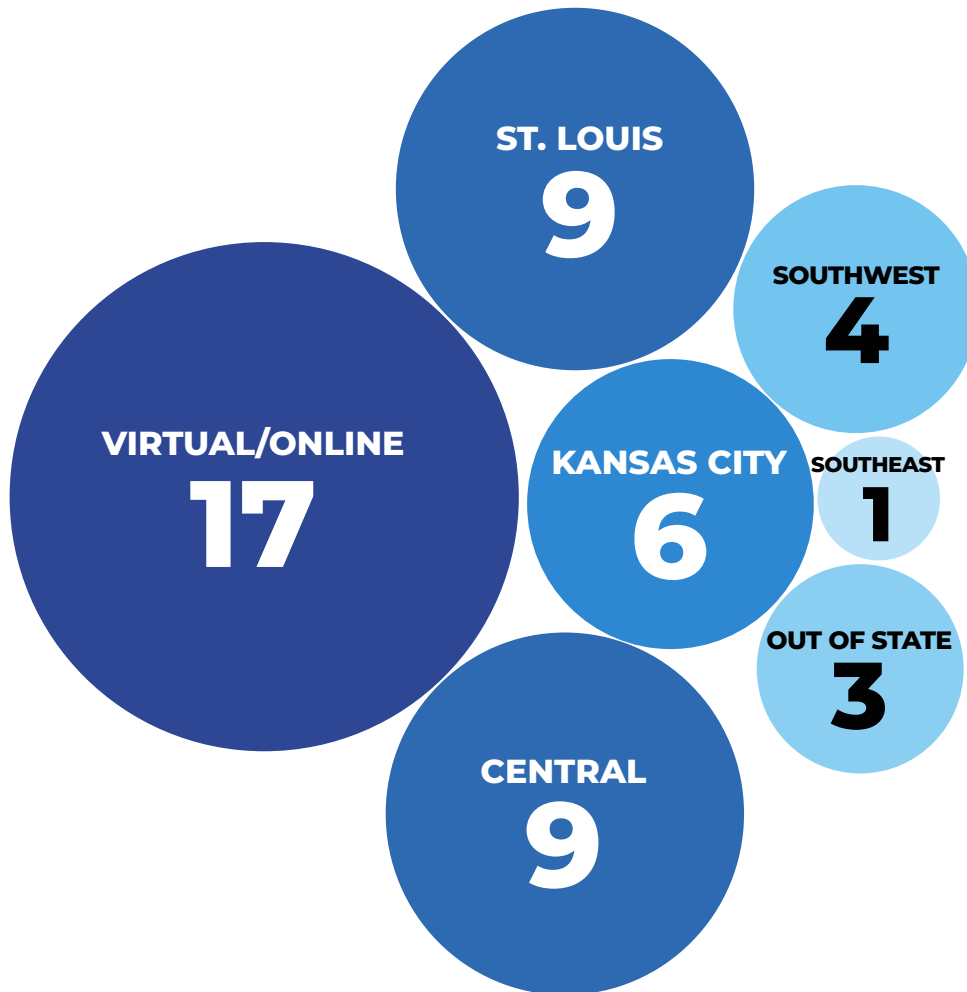 ST. LOUIS
9
SOUTHWEST
4
VIRTUAL/ONLINE
17
KANSAS CITY
6
SOUTHEAST
1
OUT OF STATE
3
CENTRAL
9